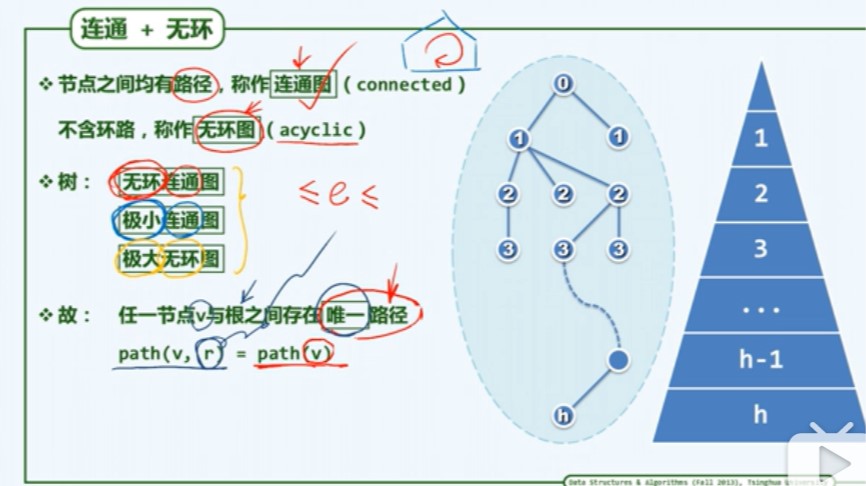 连通 + 无环
节点之间均有路径，称作连通图(connected)
不含环路，称作无环图(acyclic)
树： 无环连通图
极小连通图
极大无环图
≤ e ≤
故： 任一节点v与根之间存在唯一路径
path(v, r) = path(v)
0
1 1
2 2 2
3 3 3
h
1
2
3
...
h-1
h
Data Structures & Algorithms (Fall 2013), Tsinghua University